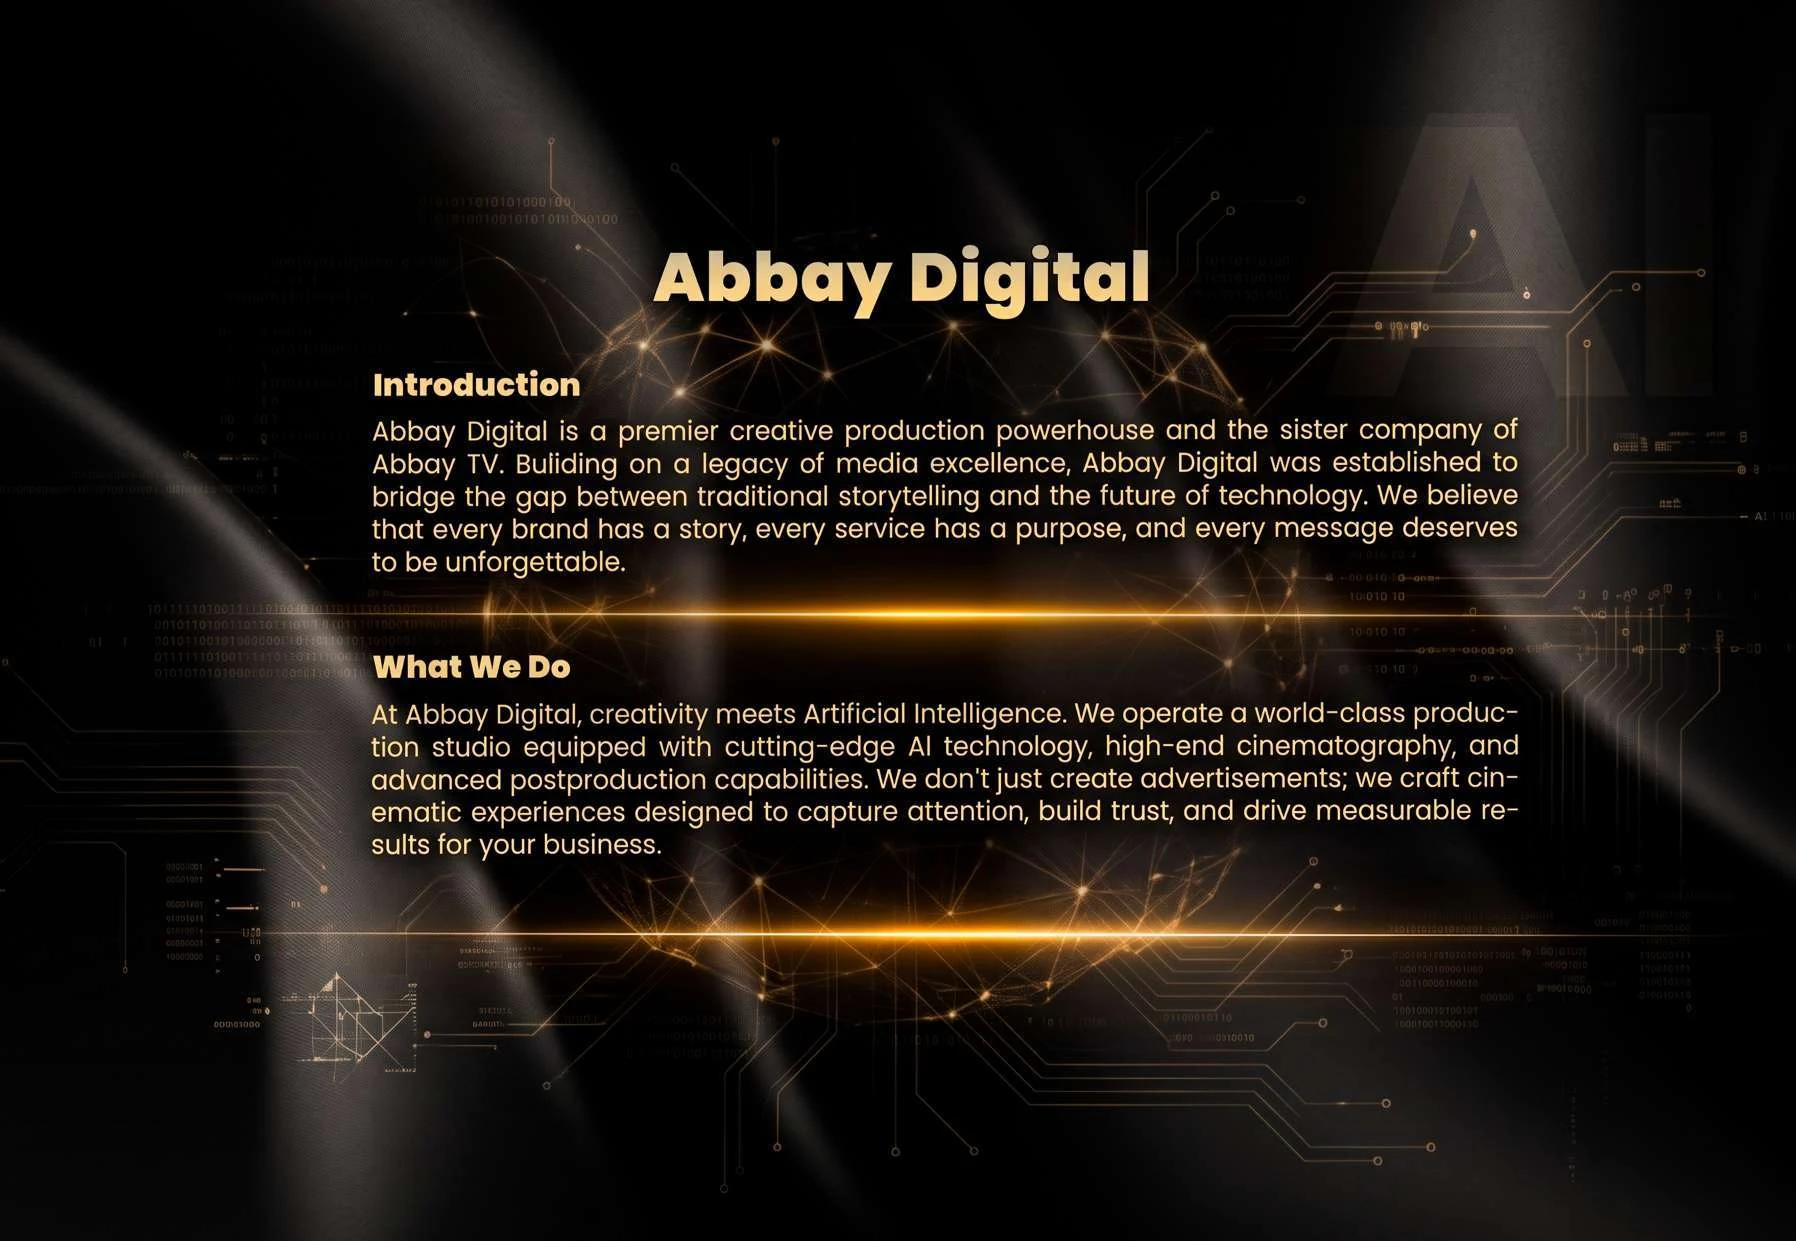 Abbay Digital
Introduction
Abbay Digital is a premier creative production powerhouse and the sister company of
Abbay TV. Buliding on a legacy of media excellence, Abbay Digital was established to
bridge the gap between traditional storytelling and the future of technology. We believe
that every brand has a story, every service has a purpose, and every message deserves
to be unforgettable.
What We Do
At Abbay Digital, creativity meets Artificial Intelligence. We operate a world-class produc-
tion studio equipped with cutting-edge AI technology, high-end cinematography, and
advanced postproduction capabilities. We don't just create advertisements; we craft cin-
ematic experiences designed to capture attention, build trust, and drive measurable re-
sults for your business.
AI